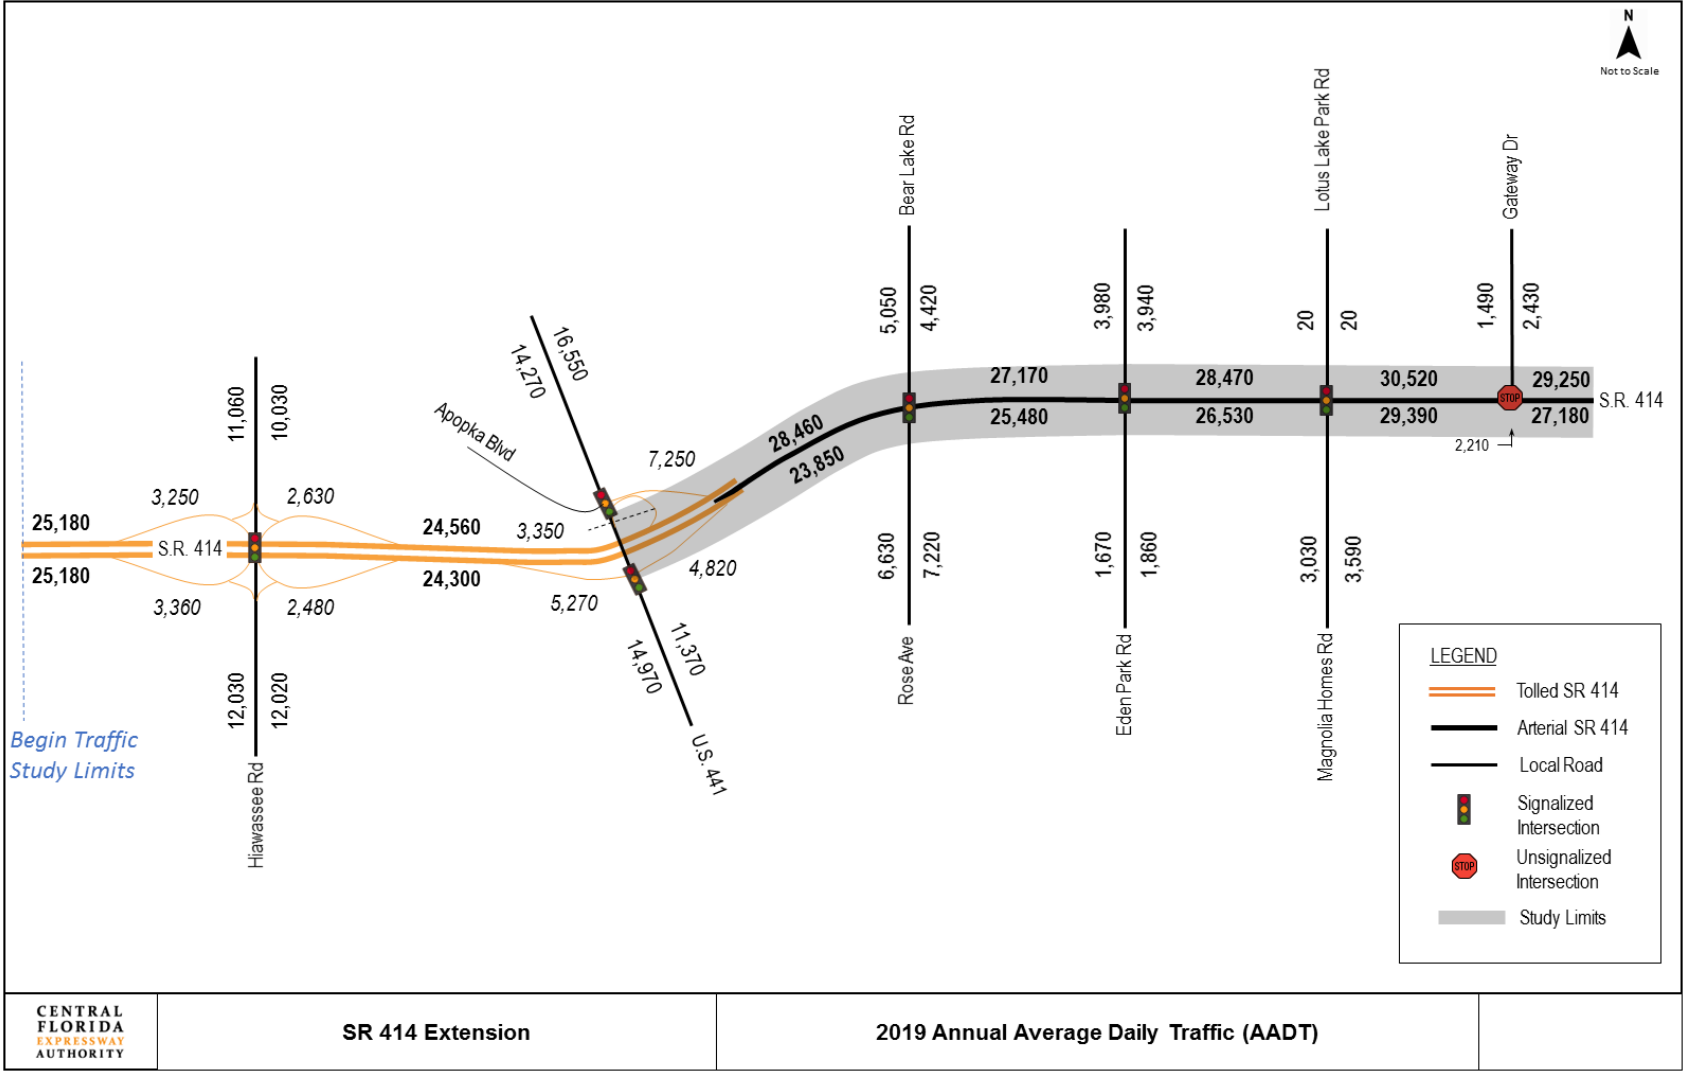 N
Not to Scale
Bear Lake Rd
Lotus Lake Park Rd
Gateway Dr
5,050
4,420
3,980
3,940
20
20
1,490
2,430
16,550
14,270
11,060
10,030
27,170
28,470
30,520
29,250
S.R. 414
25,480
26,530
29,390
27,180
2,210
Apopka Blvd
28,460
23,850
7,250
3,250
2,630
25,180
24,560
3,350
S.R. 414
25,180
24,300
4,820
3,360
2,480
5,270
6,630
7,220
1,670
1,860
3,030
3,590
11,370
14,970
12,030
12,020
Rose Ave
Eden Park Rd
Magnolia Homes Rd
U.S. 441
Hiawassee Rd
Begin Traffic
Study Limits
LEGEND
Tolled SR 414
Arterial SR 414
Local Road
Signalized
Intersection
STOP
STOP
Unsignalized
Intersection
Study Limits
CENTRAL
FLORIDA
EXPRESSWAY
AUTHORITY
SR 414 Extension
2019 Annual Average Daily Traffic (AADT)